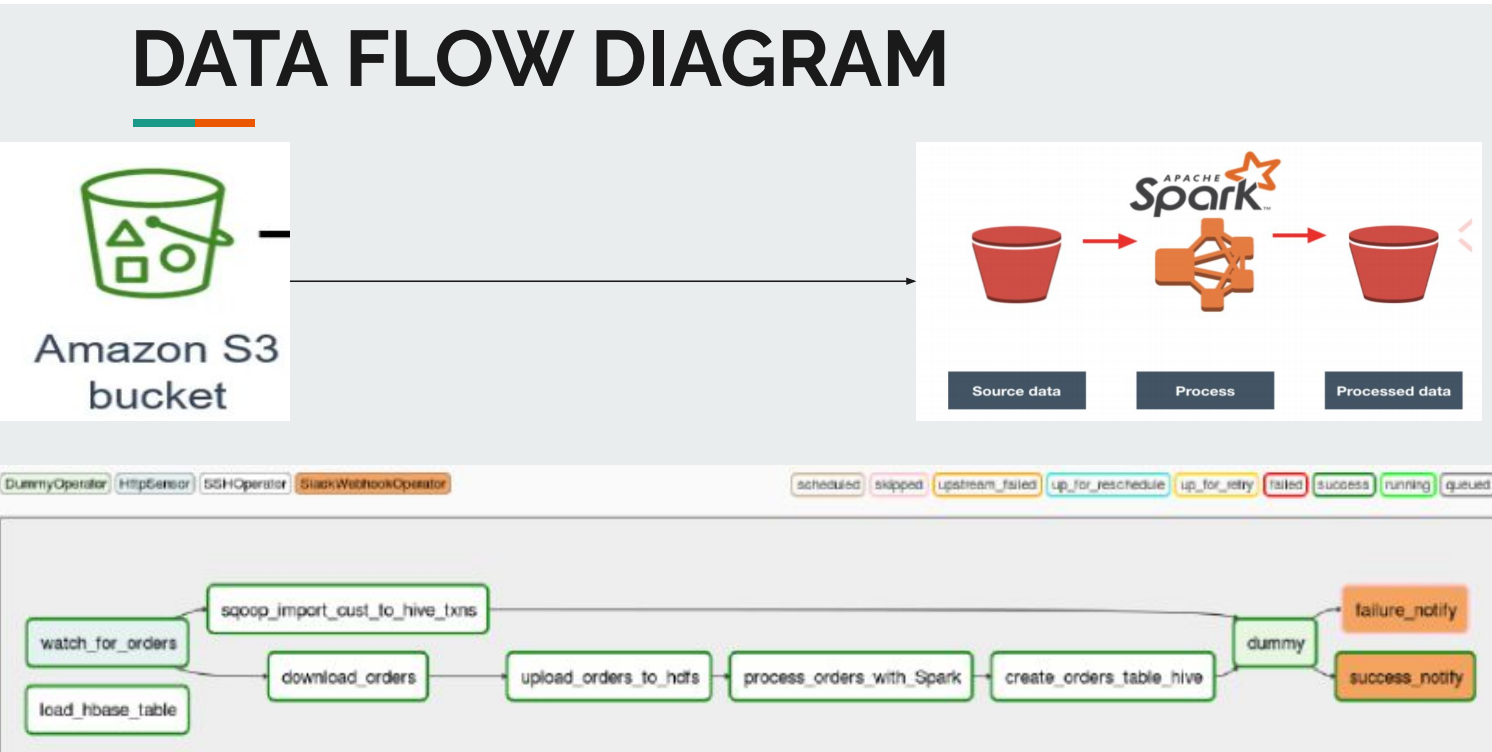 DATA FLOW DIAGRAM
Amazon S3
bucket
APACHE
Spark™
Source data
Process
Processed data
DummyOperator HttpSensor SSHOperator SlackWebhookOperator
scheduled skipped upstream_failed up_for_reschedule up_for_retry failed success running queued
sqoop_import_cust_to_hive_txns
failure_notify
watch_for_orders
dummy
download_orders
upload_orders_to_hdfs
process_orders_with_Spark
create_orders_table_hive
success_notify
load_hbase_table